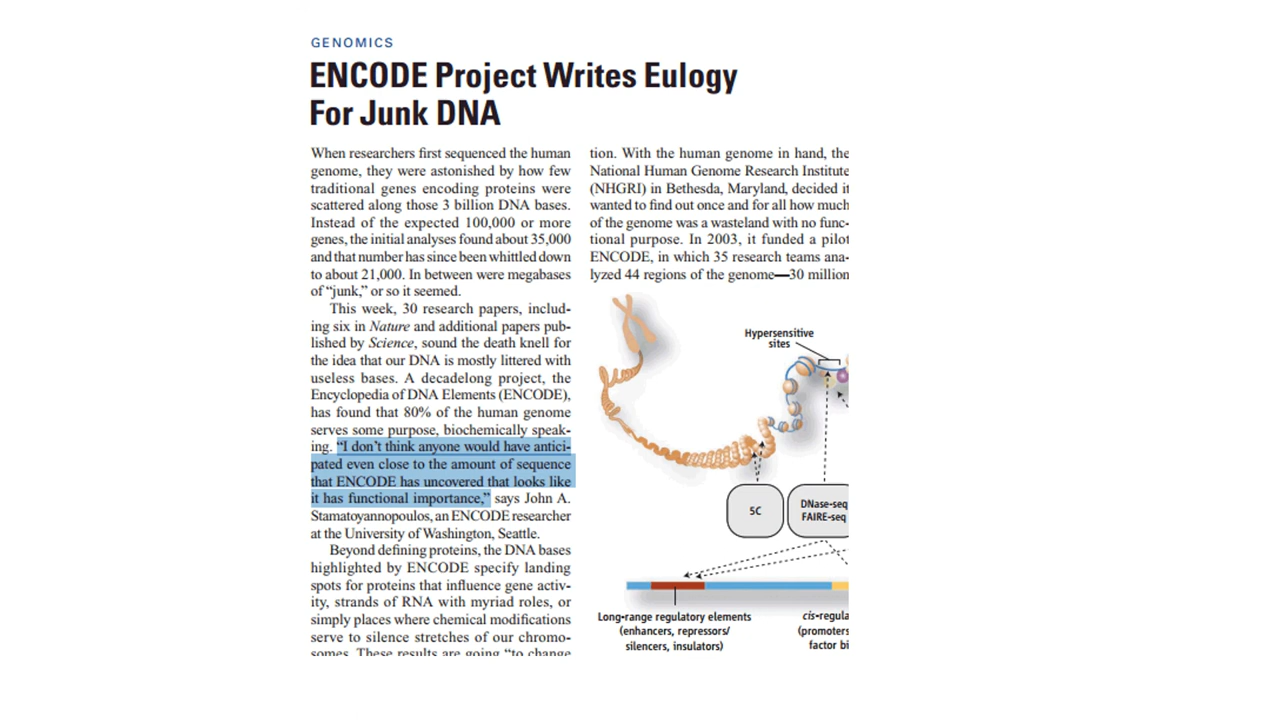 GENOMICS
ENCODE Project Writes Eulogy
For Junk DNA
When researchers first sequenced the human
genome, they were astonished by how few
traditional genes encoding proteins were
scattered along those 3 billion DNA bases.
Instead of the expected 100,000 or more
genes, the initial analyses found about 35,000
and that number has since been whittled down
to about 21,000. In between were megabases
of “junk,” or so it seemed.
This week, 30 research papers, includ-
ing six in Nature and additional papers pub-
lished by Science, sound the death knell for
the idea that our DNA is mostly littered with
useless bases. A decadelong project, the
Encyclopedia of DNA Elements (ENCODE),
has found that 80% of the human genome
serves some purpose, biochemically speak-
ing. “I don’t think anyone would have antici-
pated even close to the amount of sequence
that ENCODE has uncovered that looks like
it has functional importance,” says John A.
Stamatoyannopoulos, an ENCODE researcher
at the University of Washington, Seattle.
Beyond defining proteins, the DNA bases
highlighted by ENCODE specify landing
spots for proteins that influence gene activ-
ity, strands of RNA with myriad roles, or
simply places where chemical modifications
serve to silence stretches of our chromo-
somes. These results are going “to change
tion. With the human genome in hand, the
National Human Genome Research Institute
(NHGRI) in Bethesda, Maryland, decided it
wanted to find out once and for all how much
of the genome was a wasteland with no func-
tional purpose. In 2003, it funded a pilot
ENCODE, in which 35 research teams ana-
lyzed 44 regions of the genome—30 million
Hypersensitive
sites
5C
DNase-seq
FAIRE-seq
Long-range regulatory elements
(enhancers, repressors/
silencers, insulators)
cis-regula
(promoters
factor bi